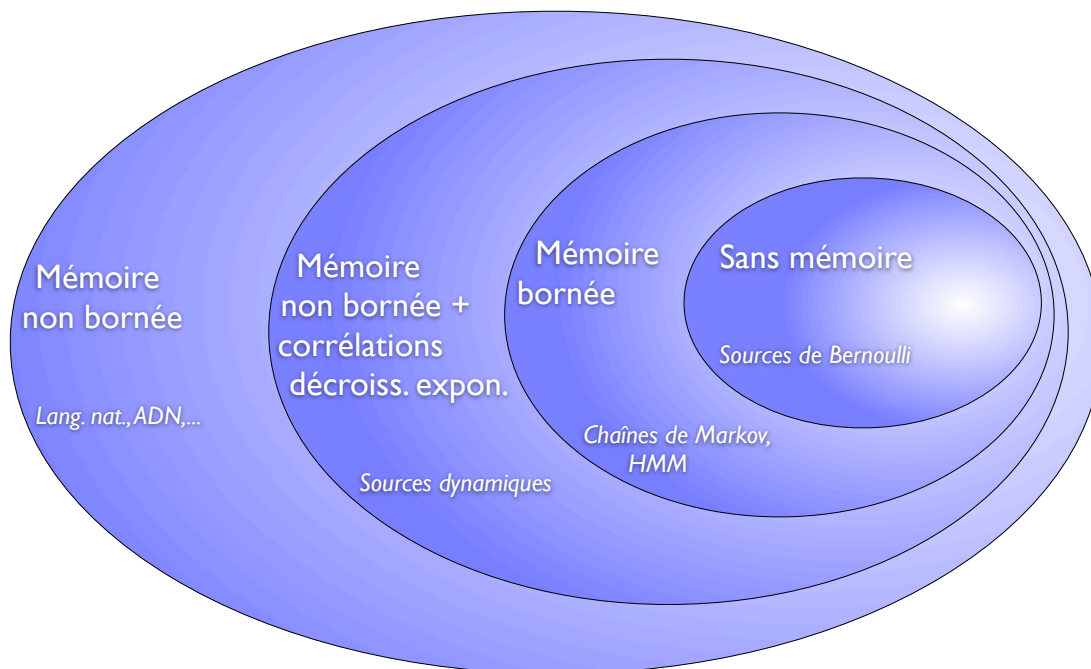 Mémoire
non bornée
Lang. nat., ADN,...
Mémoire
non bornée +
corrélations
décroiss. expon.
Sources dynamiques
Mémoire
bornée
Chaînes de Markov,
HMM
Sans mémoire
Sources de Bernoulli